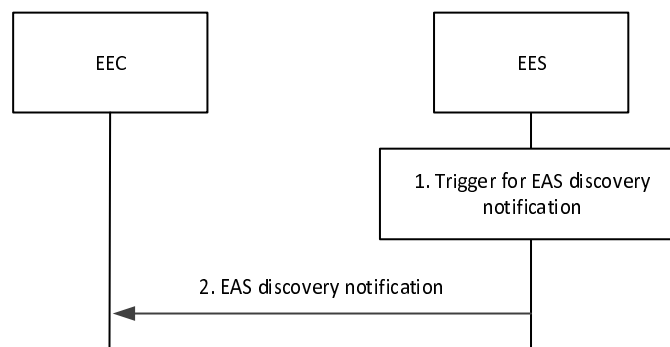 EEC
EES
1. Trigger for EAS discovery
notification
2. EAS discovery notification